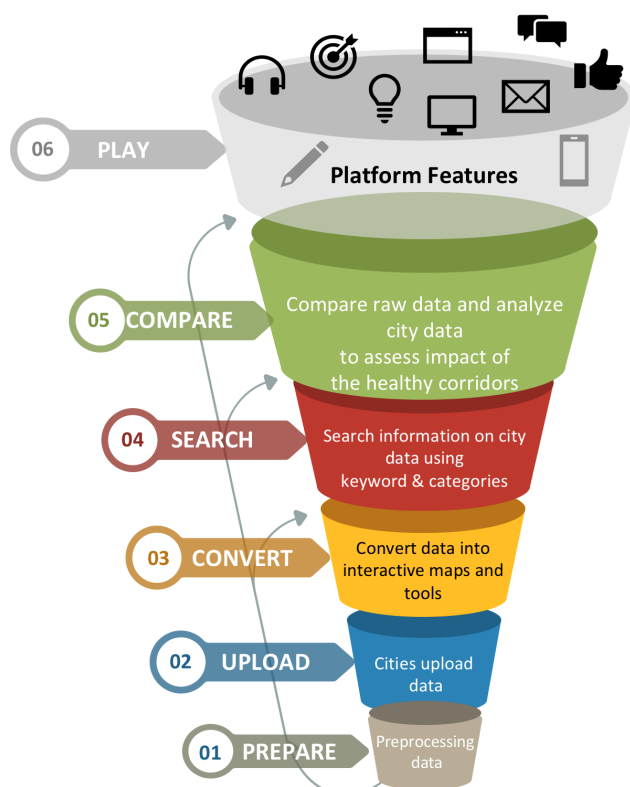 06 PLAY
Platform Features
05 COMPARE
Compare raw data and analyze
city data
to assess impact of
the healthy corridors
04 SEARCH
Search information on city
data using
keyword & categories
03 CONVERT
Convert data into
interactive maps and
tools
02 UPLOAD
Cities upload
data
01 PREPARE
Preprocessing
data